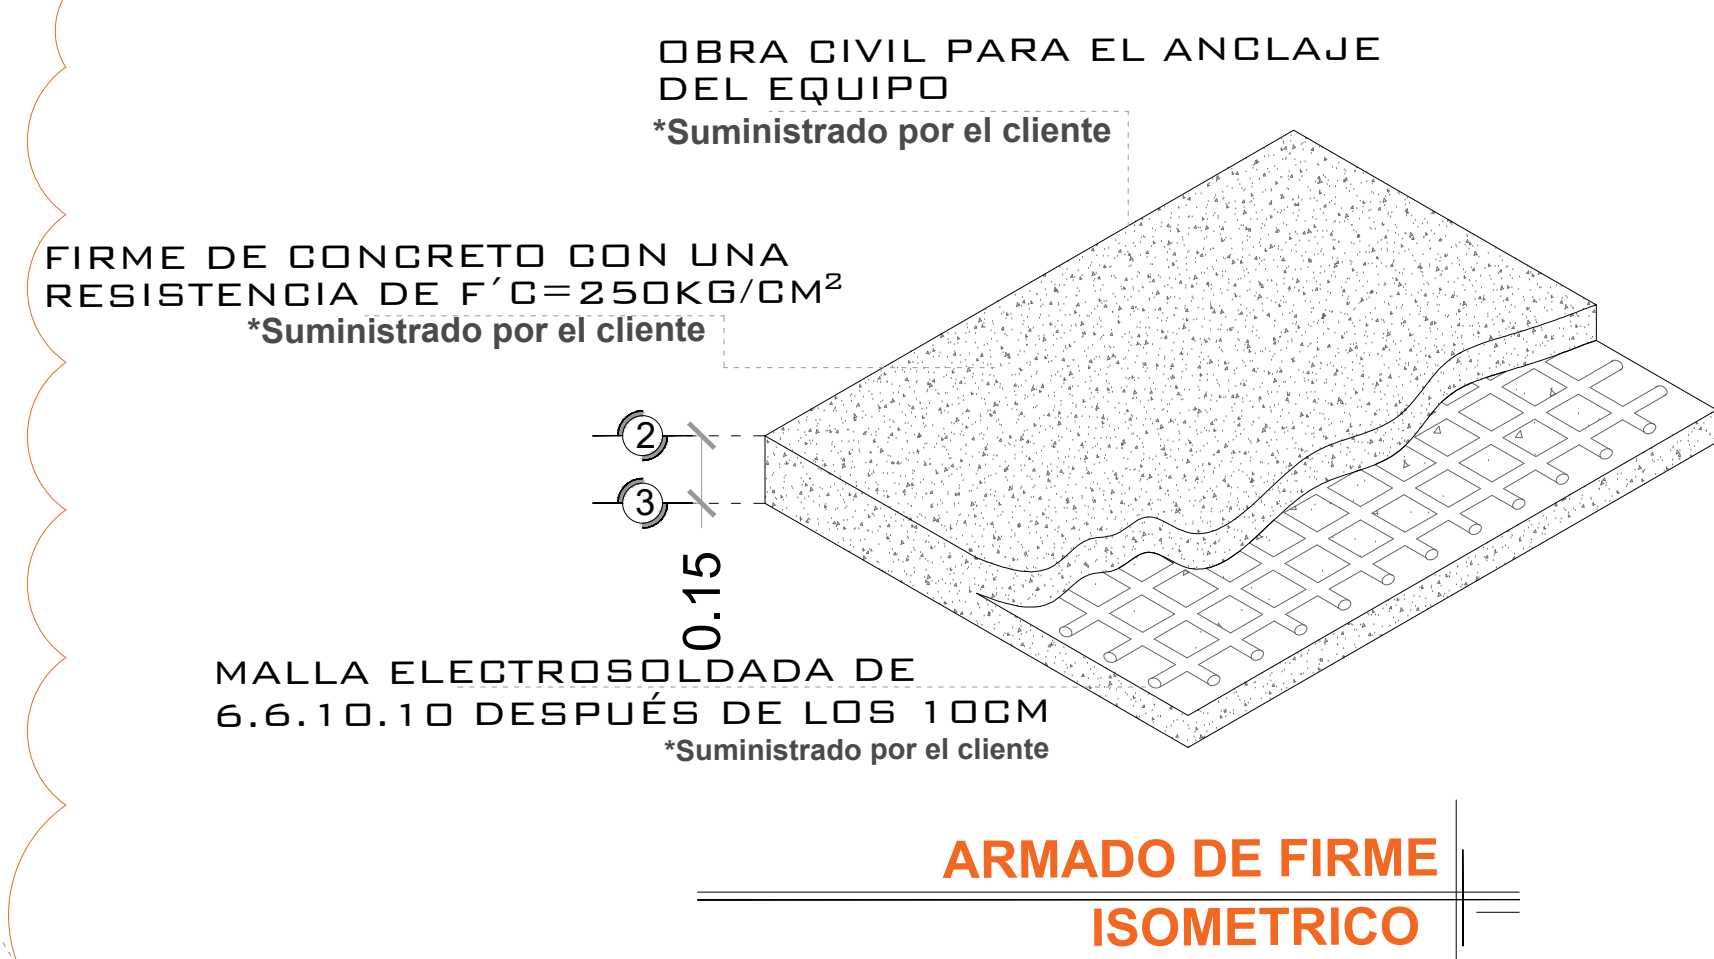 OBRA CIVIL PARA EL ANCLAJE
DEL EQUIPO
*Suministrado por el cliente
FIRME DE CONCRETO CON UNA
RESISTENCIA DE F´C=250KG/CM²
*Suministrado por el cliente
2
3
0.15
MALLA ELECTROSOLDADA DE
6.6.10.10 DESPUÉS DE LOS 10CM
*Suministrado por el cliente
ARMADO DE FIRME
ISOMETRICO